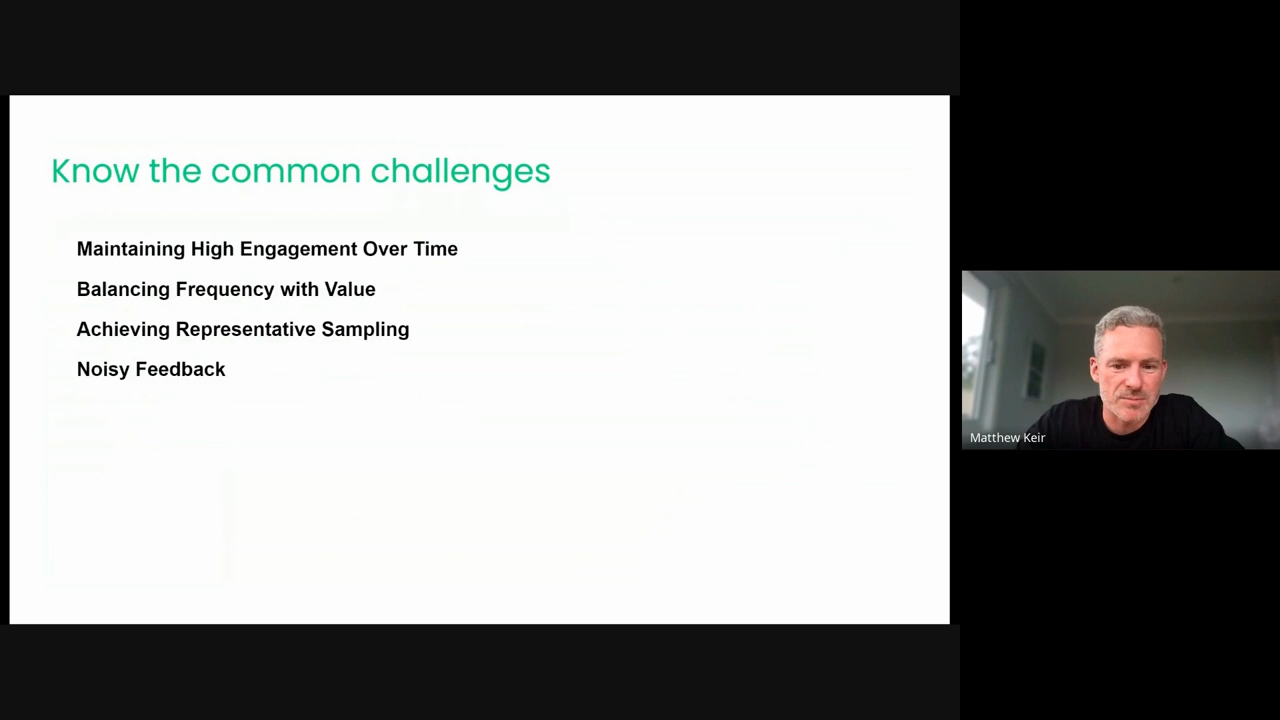 Know the common challenges
Maintaining High Engagement Over Time
Balancing Frequency with Value
Achieving Representative Sampling
Noisy Feedback
Matthew Keir